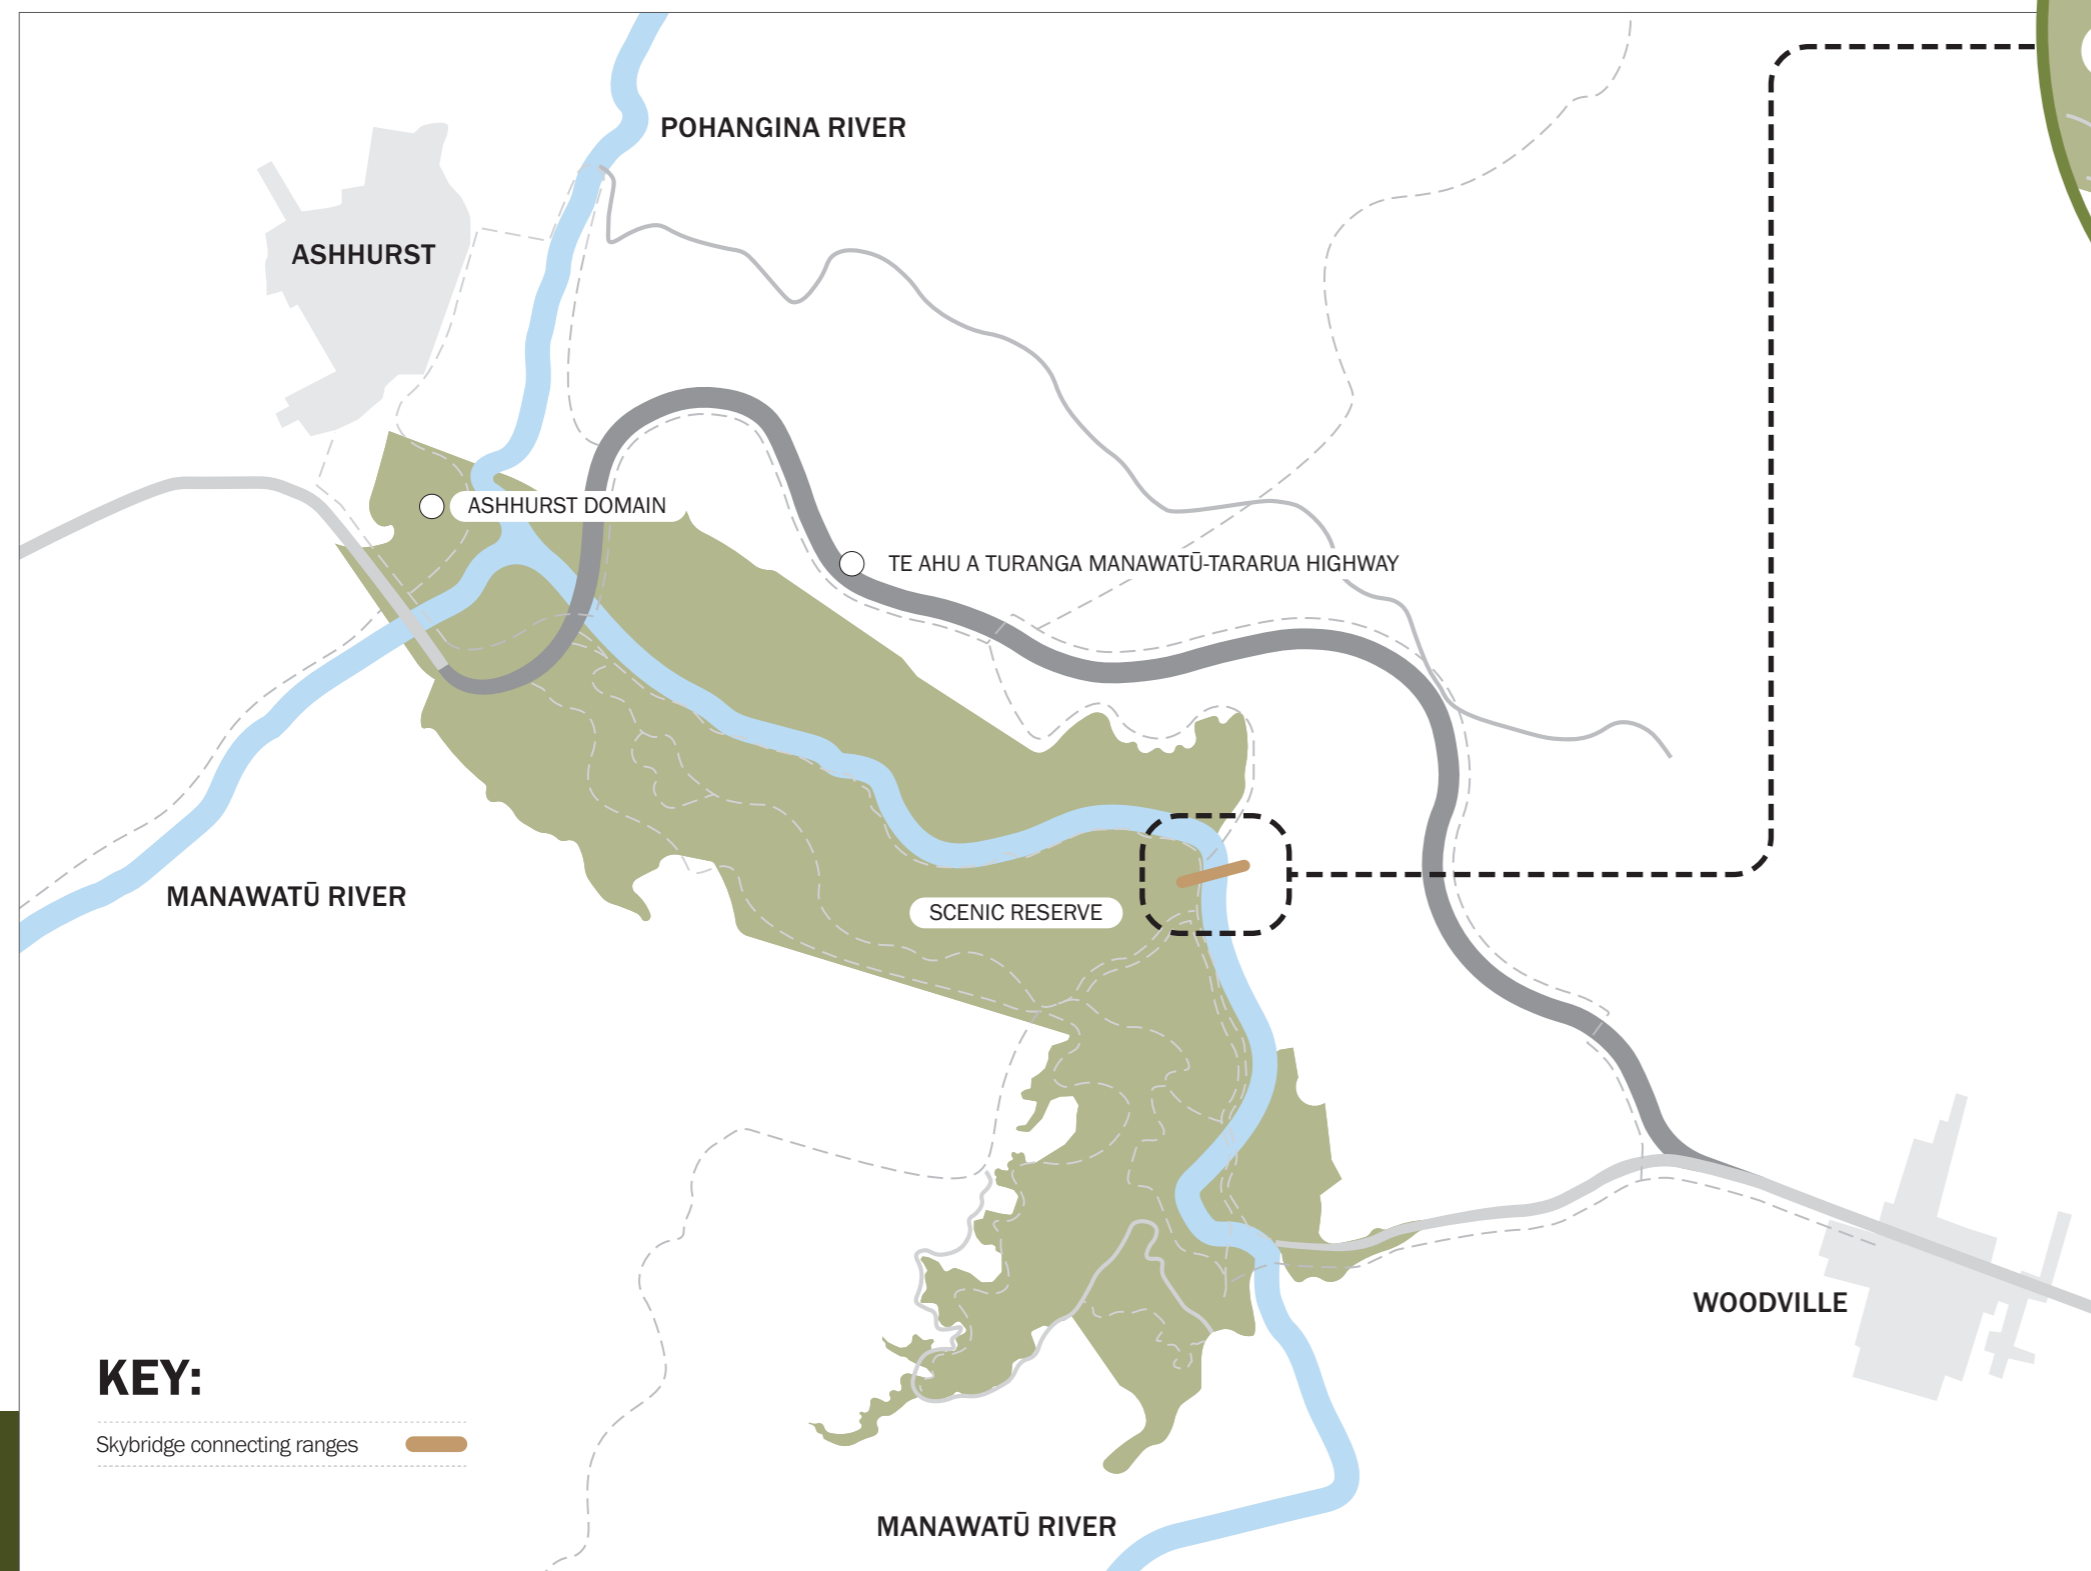 POHANGINA RIVER
ASHHURST
ASHHURST DOMAIN
TE AHU A TURANGA MANAWATŪ-TARARUA HIGHWAY
MANAWATŪ RIVER
SCENIC RESERVE
WOODVILLE
KEY:
Skybridge connecting ranges
MANAWATŪ RIVER